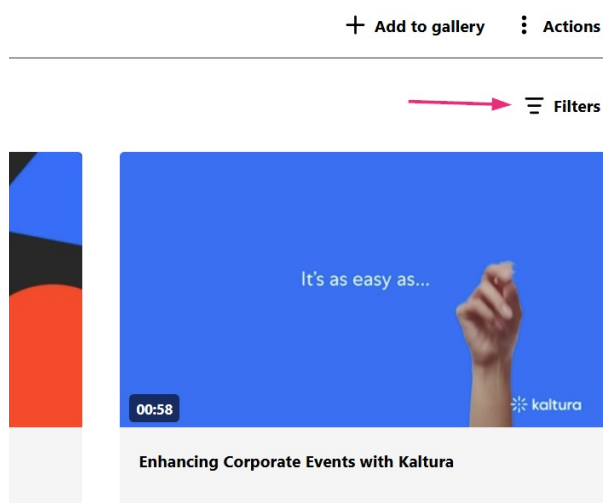 Add to gallery
Actions
Filters
It's as easy as...
kaltura
00:58
Enhancing Corporate Events with Kaltura